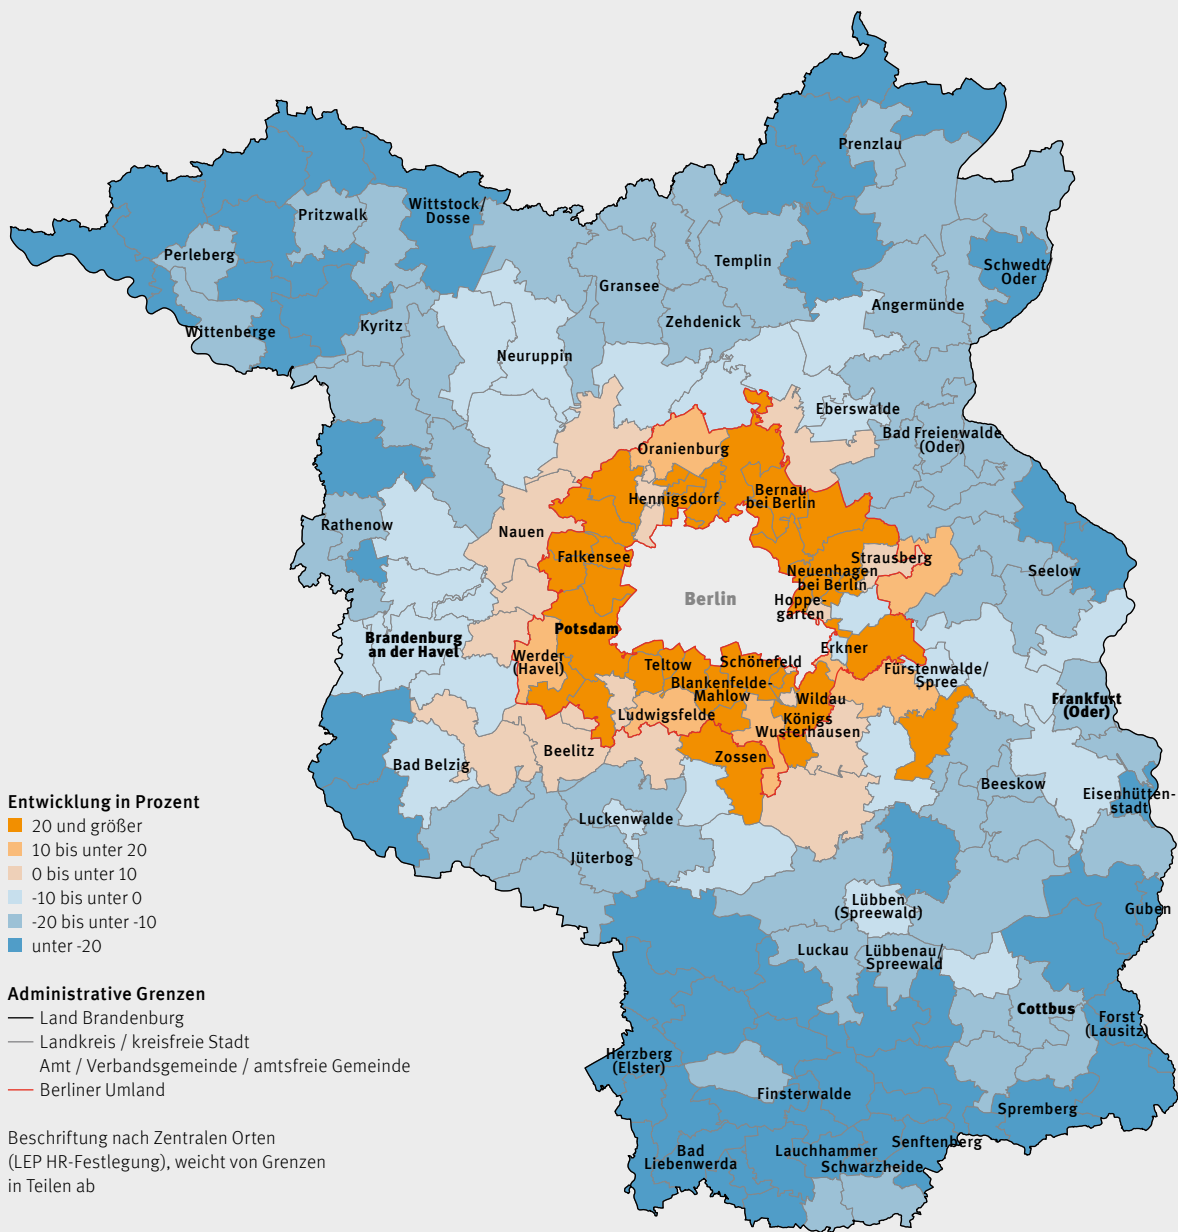 Prenzlau
Wittstock/
Dosse
Pritzwalk
Perleberg
Templin
Schwedt/
Oder
Gransee
Angermünde
Zehdenick
Wittenberge
Kyritz
Neuruppin
Eberswalde
Bad Freienwalde
(Oder)
Oranienburg
Hennigsdorf
Bernau
bei Berlin
Rathenow
Nauen
Falkensee
Strausberg
Neuenhagen
bei Berlin
Seelow
Berlin
Hoppe-
garten
Potsdam
Brandenburg
an der Havel
Erkner
Werder
(Havel)
Teltow
Schönefeld
Fürstenwalde/
Spree
Blankenfelde-
Mahlow
Wildau
Frankfurt
(Oder)
Ludwigsfelde
Königs
Wusterhausen
Beelitz
Zossen
Bad Belzig
Beeskow
Eisenhütten-
stadt
Luckenwalde
Jüterbog
Lübben
(Spreewald)
Guben
Luckau
Lübbenau/
Spreewald
Cottbus
Forst
(Lausitz)
Herzberg
(Elster)
Finsterwalde
Spremberg
Senftenberg
Bad
Liebenwerda
Lauchhammer
Schwarzheide
Entwicklung in Prozent
20 und größer
10 bis unter 20
0 bis unter 10
-10 bis unter 0
-20 bis unter -10
unter -20
Administrative Grenzen
Land Brandenburg
Landkreis / kreisfreie Stadt
Amt / Verbandsgemeinde / amtsfreie Gemeinde
Berliner Umland
Beschriftung nach Zentralen Orten
(LEP HR-Festlegung), weicht von Grenzen
in Teilen ab